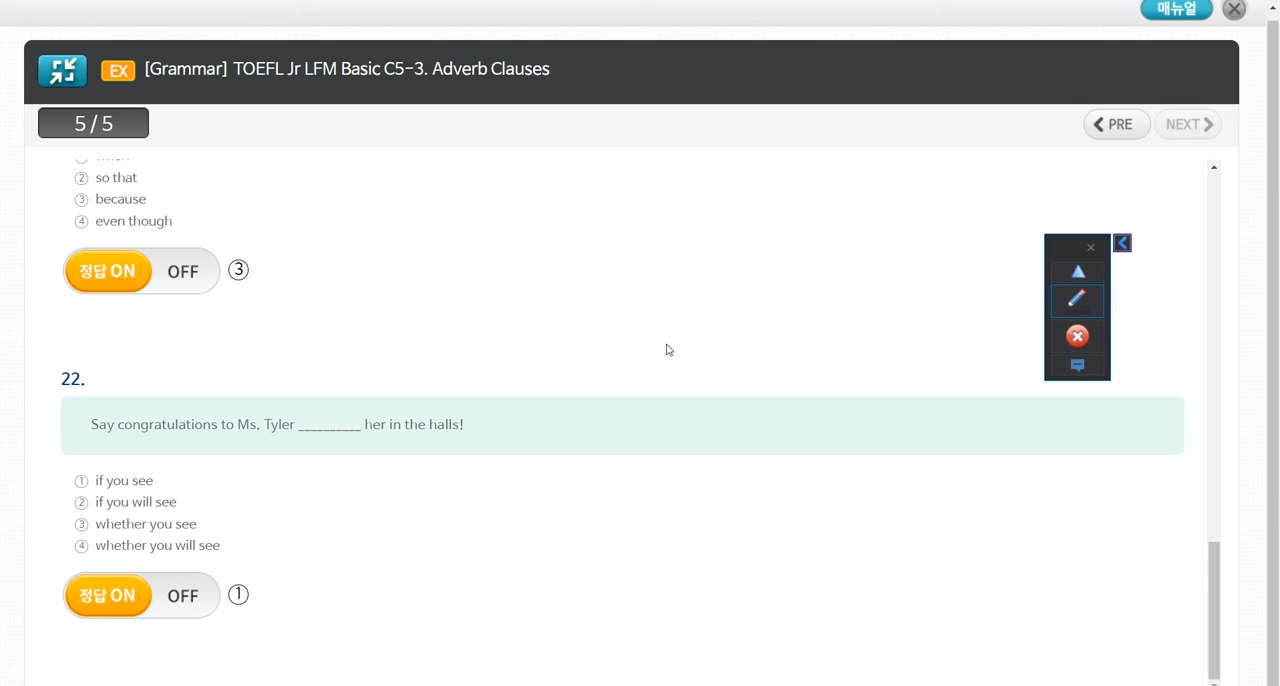 매뉴얼
EX [Grammar] TOEFL Jr LFM Basic C5-3. Adverb Clauses
5 / 5
PRE NEXT
② so that
③ because
④ even though
정답 ON OFF ③
22.
Say congratulations to Ms. Tyler __________ her in the halls!
① if you see
② if you will see
③ whether you see
④ whether you will see
정답 ON OFF ①